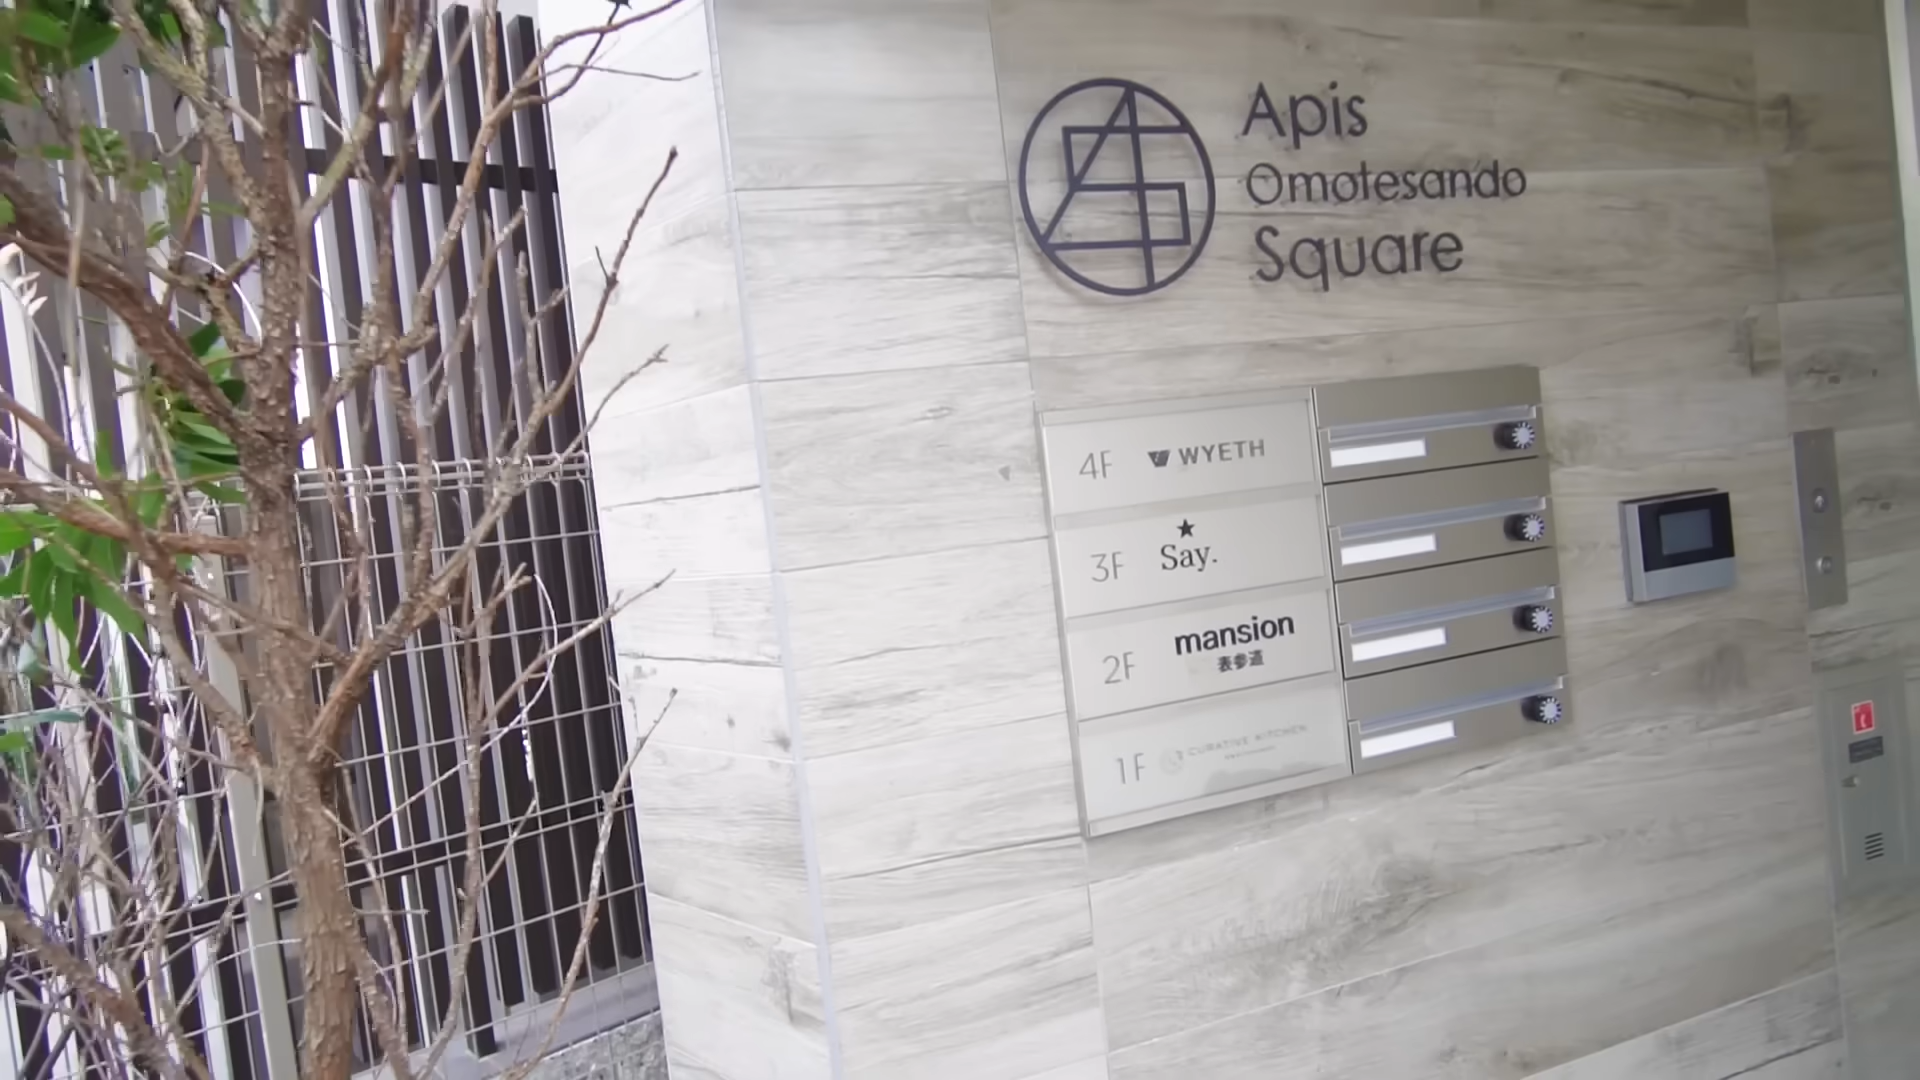 Apis
Omotesando
Square
4F WYETH
3F Say.
2F mansion
表参道
1F CURATIVE KITCHEN